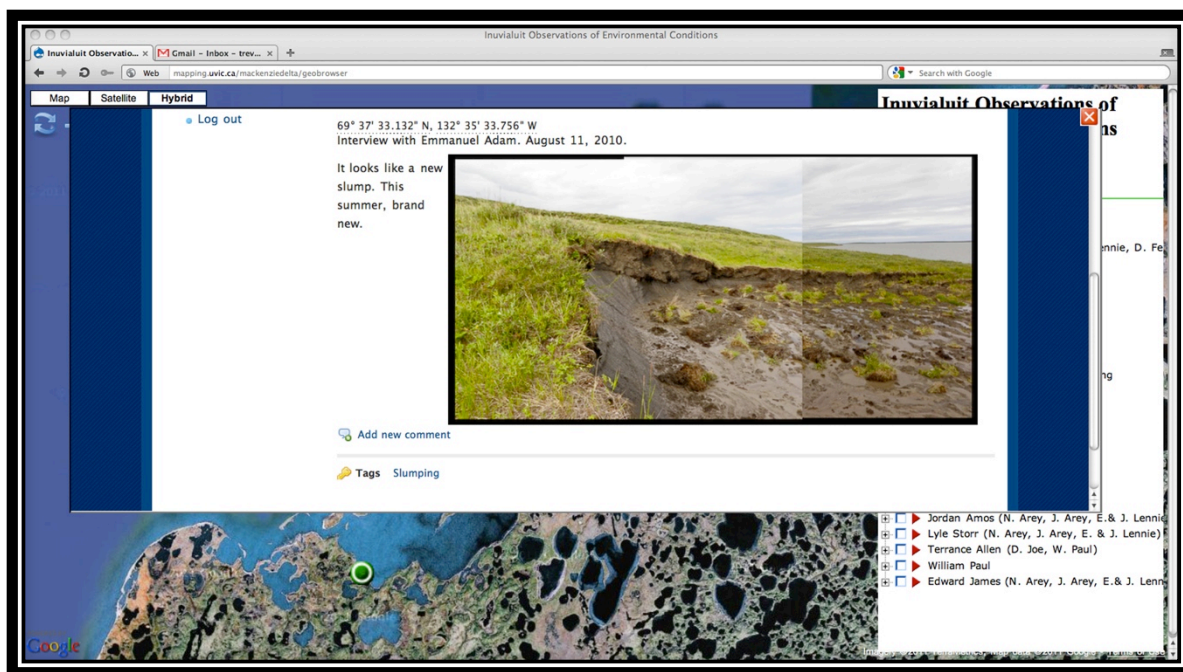 Inuvialuit Observations of Environmental Conditions
Inuvialuit Observatio... × Gmail – Inbox – trev... × +
Web mapping.uvic.ca/mackenziedelta/geobrowser Search with Google
Map Satellite Hybrid
Inuvialuit Observations of
ns
Log out
69° 37' 33.132" N, 132° 35' 33.756" W
Interview with Emmanuel Adam. August 11, 2010.
It looks like a new
slump. This
summer, brand
new.
ennie, D. Fe
ng
Add new comment
Tags Slumping
Jordan Amos (N. Arey, J. Arey, E.& J. Lennie
Lyle Storr (N. Arey, J. Arey, E. & J. Lennie)
Terrance Allen (D. Joe, W. Paul)
William Paul
Edward James (N. Arey, J. Arey, E.& J. Lenn
Google